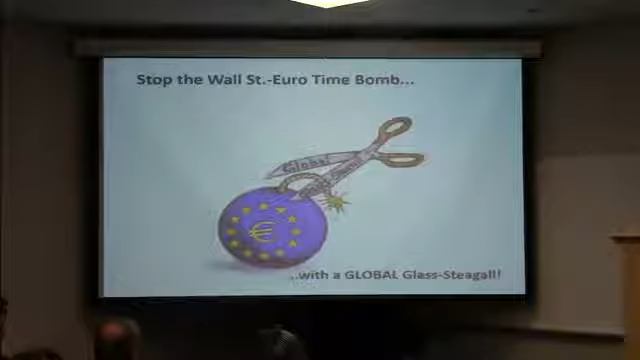 Stop the Wall St.-Euro Time Bomb...
Global
€
...with a GLOBAL Glass-Steagall!